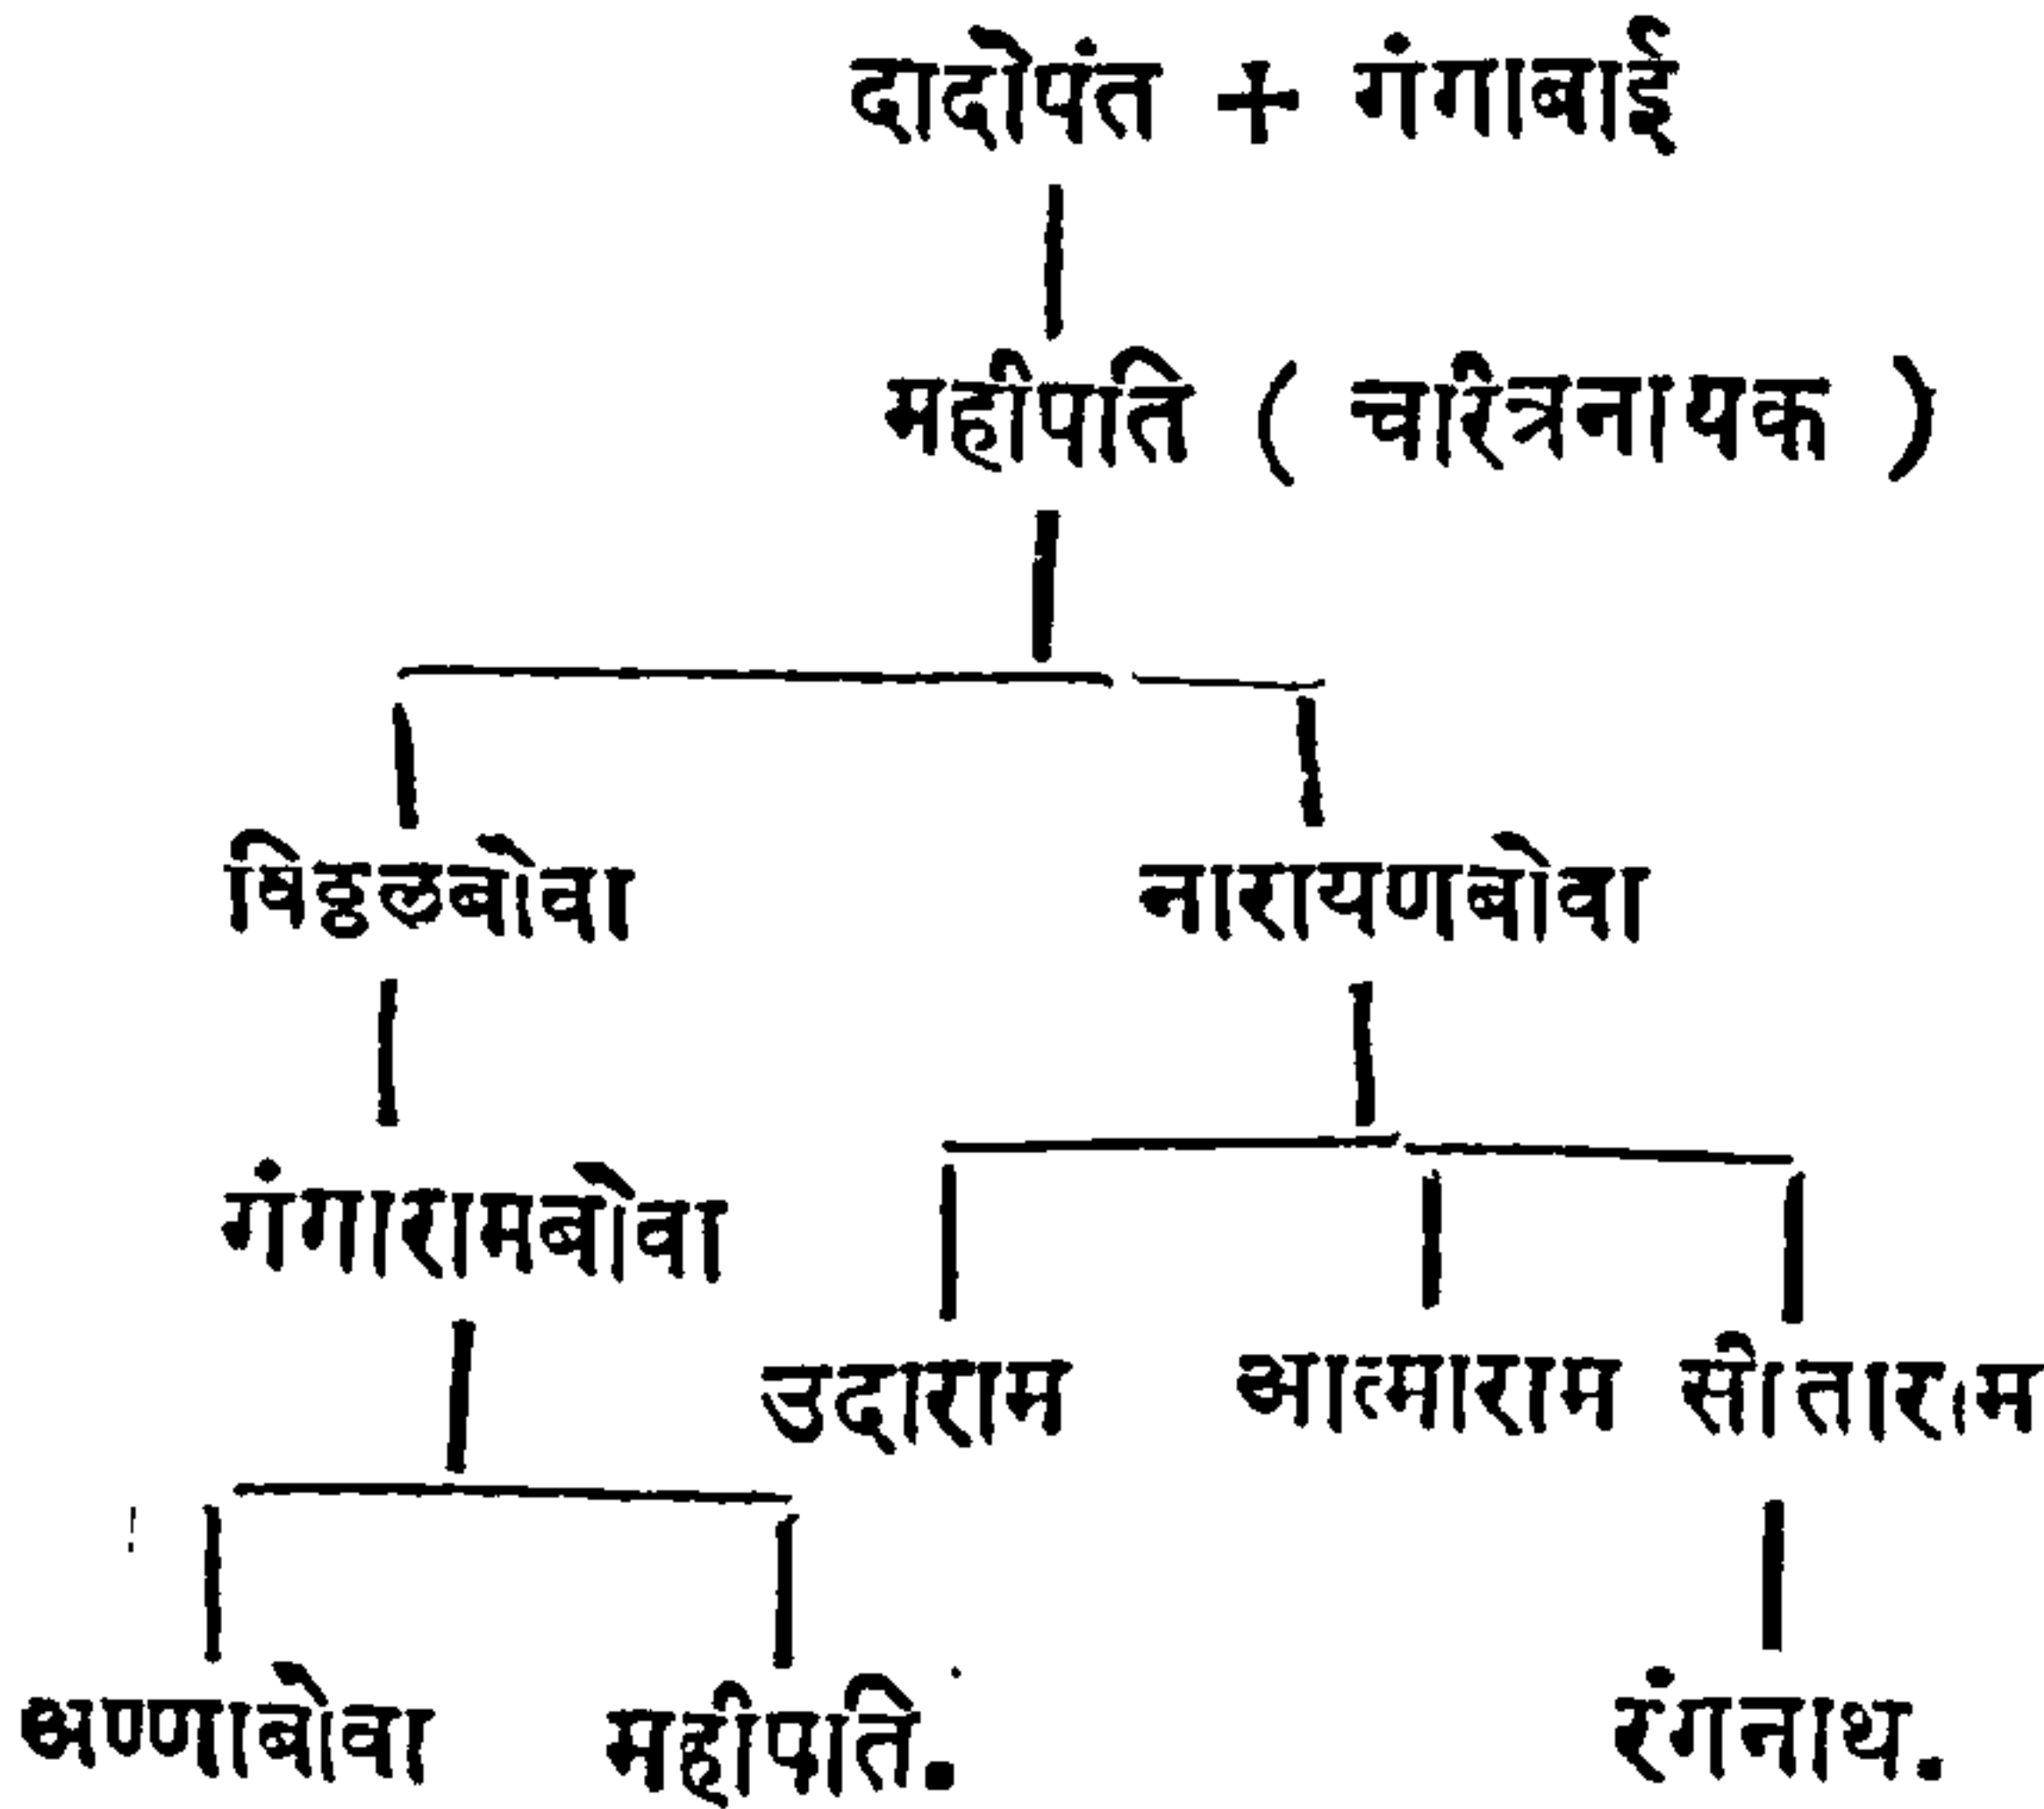 दादोपंत + गंगाबाई
महीपति ( चरित्रनायक )
विठ्ठलबोवा नारायणबोवा
गंगारामबोवा
उदाराम आत्माराम सीताराम
अण्णाबोवा महीपति. रंगनाथ.